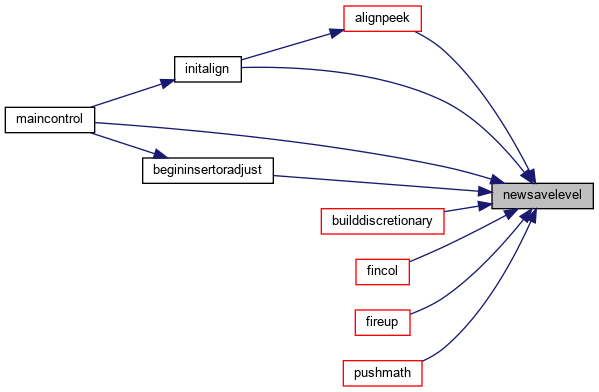 alignpeek
initalign
maincontrol
begininsertoradjust
newsavelevel
builddiscretionary
fincol
fireup
pushmath